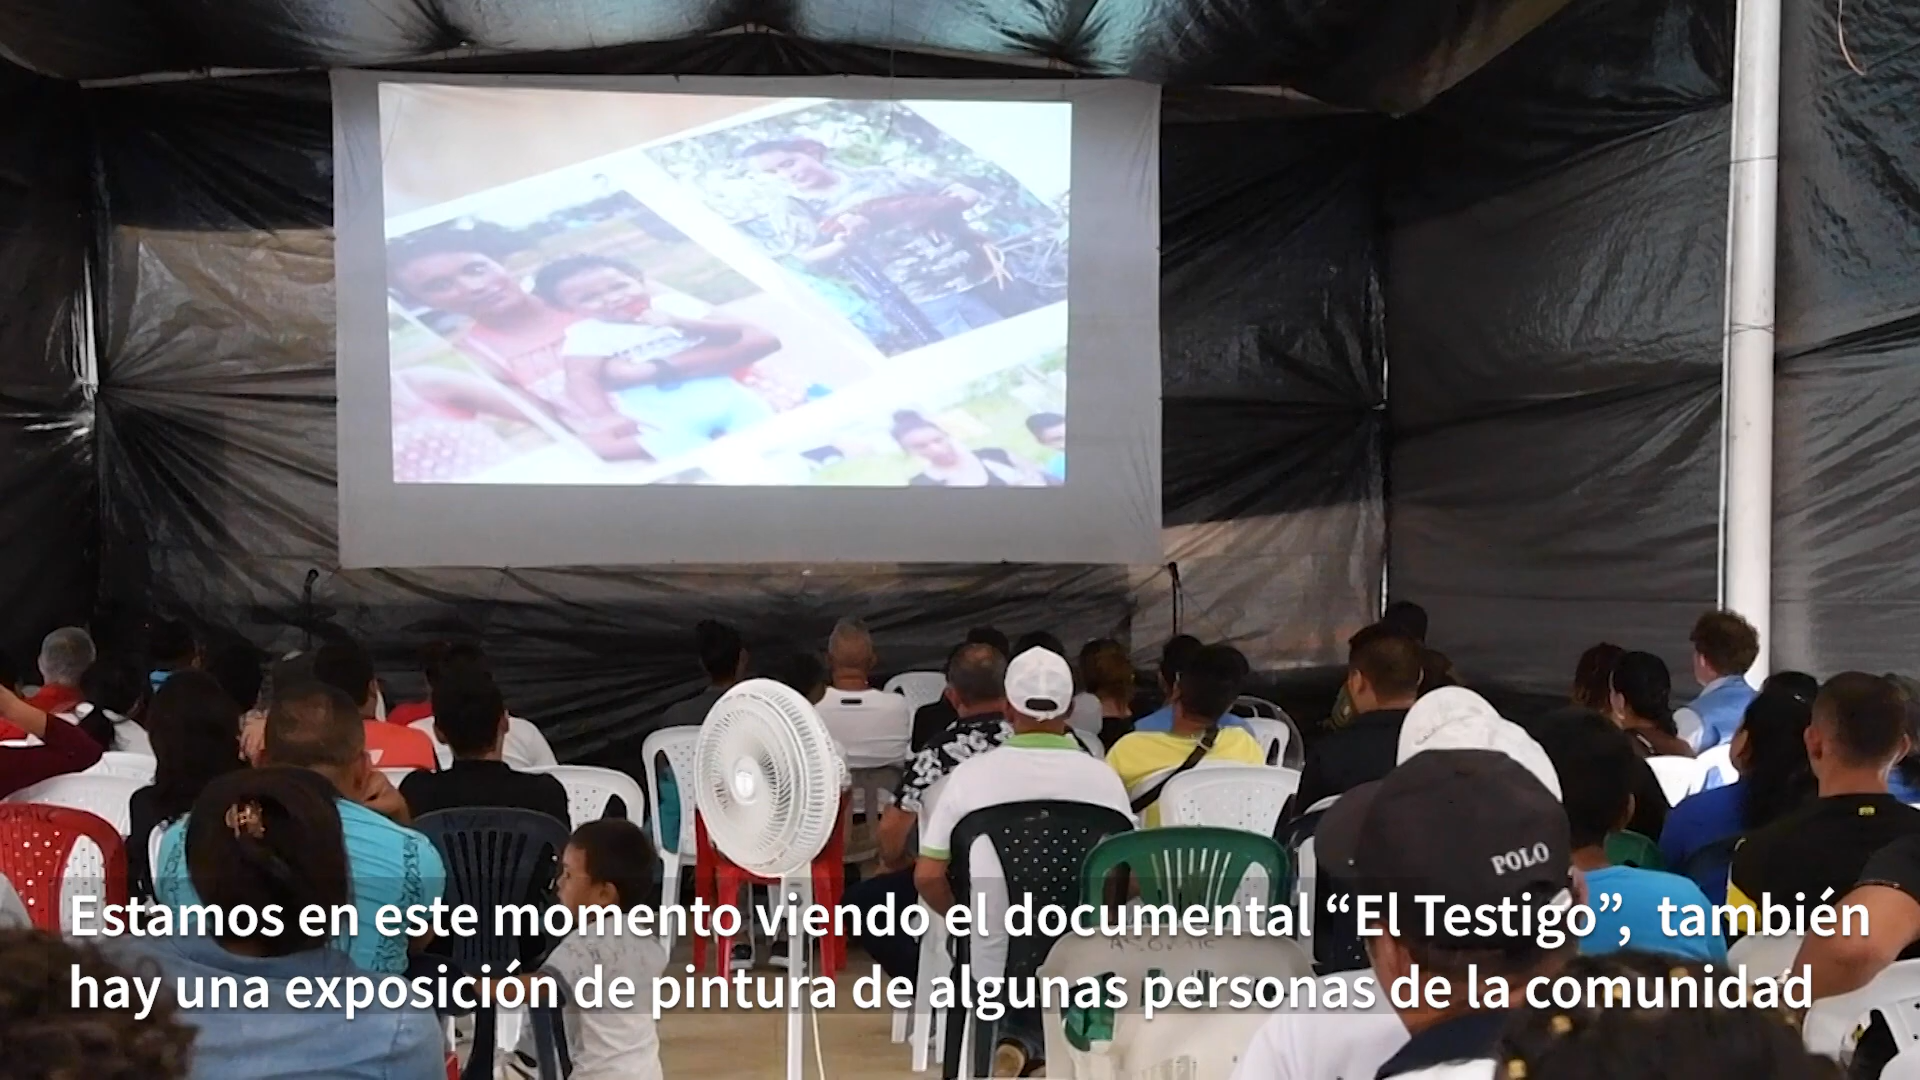 POLO
Estamos en este momento viendo el documental “El Testigo”, también
hay una exposición de pintura de algunas personas de la comunidad